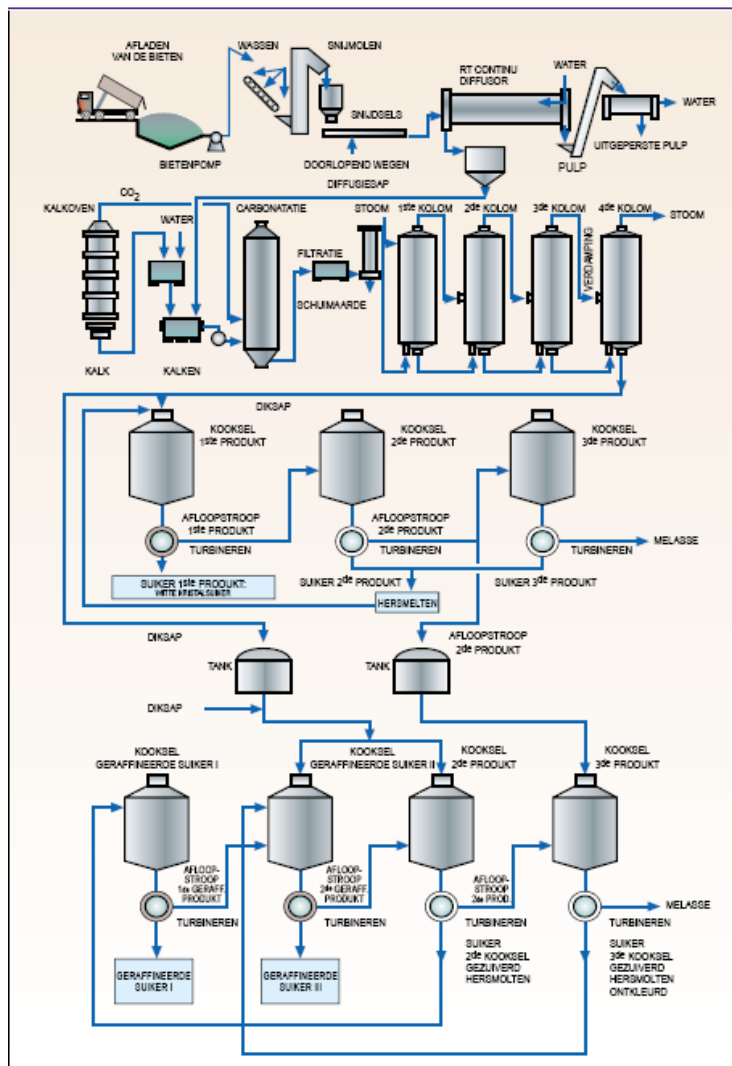 AFLADEN
VAN DE BIETEN
WASSEN
SNIJMOLEN
RT CONTINU
DIFFUSOR
WATER
WATER
SNIJDSELS
BIETENPOMP
DOORLOPEND WEGEN
PULP
UITGEPERSTE PULP
DIFFUSIESAP
CO2
KALKOVEN
WATER
CARBONATATIE
STOOM
1ste KOLOM
2de KOLOM
3de KOLOM
4de KOLOM
STOOM
FILTRATIE
VERDAMPING
SCHUIMAARDE
KALK
KALKEN
DIKSAP
KOOKSEL
1ste PRODUKT
KOOKSEL
2de PRODUKT
KOOKSEL
3de PRODUKT
AFLOOPSTROOP
1ste PRODUKT
TURBINEREN
AFLOOPSTROOP
2de PRODUKT
TURBINEREN
TURBINEREN
MELASSE
SUIKER 1ste PRODUKT:
WITTE KRISTALSUIKER
SUIKER 2de PRODUKT
SUIKER 3de PRODUKT
HERSMELTEN
DIKSAP
AFLOOPSTROOP
2de PRODUKT
TANK
TANK
DIKSAP
KOOKSEL
GERAFFINEERDE SUIKER I
KOOKSEL
GERAFFINEERDE SUIKER II
KOOKSEL
2de PRODUKT
KOOKSEL
3de PRODUKT
AFLOOP-
STROOP
1de GERAFF.
PRODUKT
TURBINEREN
AFLOOP-
STROOP
2de GERAFF.
PRODUKT
TURBINEREN
AFLOOP-
STROOP
2de PROD.
TURBINEREN
TURBINEREN
MELASSE
GERAFFINEERDE
SUIKER I
GERAFFINEERDE
SUIKER III
SUIKER
2de KOOKSEL
GEZUIVERD
HERSMOLTEN
SUIKER
3de KOOKSEL
GEZUIVERD
HERSMOLTEN
ONTKLEURD